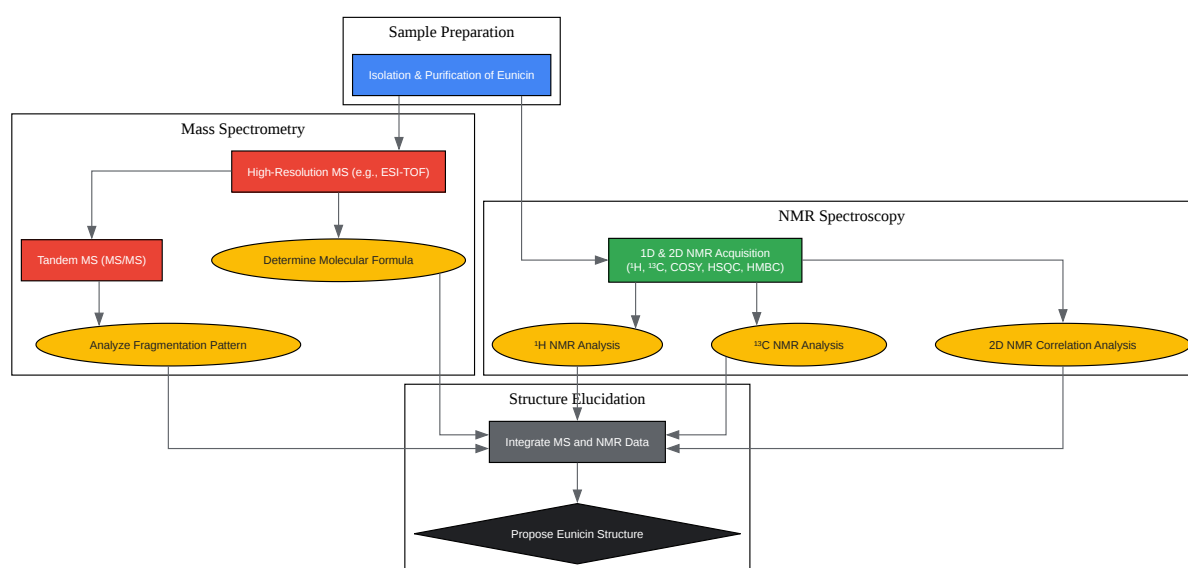 Sample Preparation
Isolation & Purification of Eunicin
Mass Spectrometry
High-Resolution MS (e.g., ESI-TOF)
Tandem MS (MS/MS)
Determine Molecular Formula
Analyze Fragmentation Pattern
NMR Spectroscopy
1D & 2D NMR Acquisition
(¹H, ¹³C, COSY, HSQC, HMBC)
¹H NMR Analysis
¹³C NMR Analysis
2D NMR Correlation Analysis
Structure Elucidation
Integrate MS and NMR Data
Propose Eunicin Structure